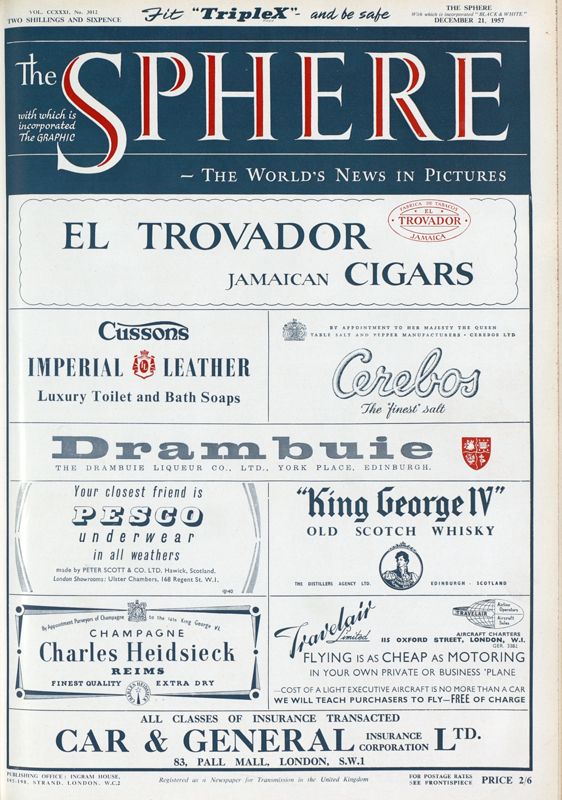 VOL. CCXXXI. No. 3012
TWO SHILLINGS AND SIXPENCE
Fit "TripleX" - and be safe
THE SPHERE
With which is incorporated "BLACK & WHITE"
DECEMBER 21, 1957
The SPHERE
with which is
incorporated
The GRAPHIC
– THE WORLD'S NEWS IN PICTURES
EL TROVADOR
JAMAICAN CIGARS
FABRICA DE TABACOS
EL
TROVADOR
JAMAICA
Cussons
IMPERIAL LEATHER
Luxury Toilet and Bath Soaps
BY APPOINTMENT TO HER MAJESTY THE QUEEN
TABLE SALT AND PEPPER MANUFACTURERS - CEREBOS LTD
Cerebos
The "finest" salt
Drambuie
THE DRAMBUIE LIQUEUR CO., LTD., YORK PLACE, EDINBURGH.
Your closest friend is
PESCO
underwear
in all weathers
made by PETER SCOTT & CO. LTD. Hawick, Scotland.
London Showrooms: Ulster Chambers, 168 Regent St. W.1.
"King George IV"
OLD SCOTCH WHISKY
THE DISTILLERS AGENCY LTD.
EDINBURGH - SCOTLAND
By Appointment Purveyors of Champagne to the late King George VI.
CHAMPAGNE
Charles Heidsieck
REIMS
FINEST QUALITY EXTRA DRY
Travelair
Limited
TRAVELAIR
Airline
Operators
Aircraft
Sales
AIRCRAFT CHARTERS
115 OXFORD STREET, LONDON, W.1.
GER. 3382
FLYING IS AS CHEAP AS MOTORING
IN YOUR OWN PRIVATE OR BUSINESS 'PLANE
—COST OF A LIGHT EXECUTIVE AIRCRAFT IS NO MORE THAN A CAR
WE WILL TEACH PURCHASERS TO FLY—FREE OF CHARGE
ALL CLASSES OF INSURANCE TRANSACTED
CAR & GENERAL INSURANCE CORPORATION LTD.
83, PALL MALL, LONDON, S.W.1
PUBLISHING OFFICE: INGRAM HOUSE,
195-198, STRAND, LONDON, W.C.2
Registered as a Newspaper for Transmission in the United Kingdom
FOR POSTAGE RATES
SEE FRONTISPIECE
PRICE 2/6